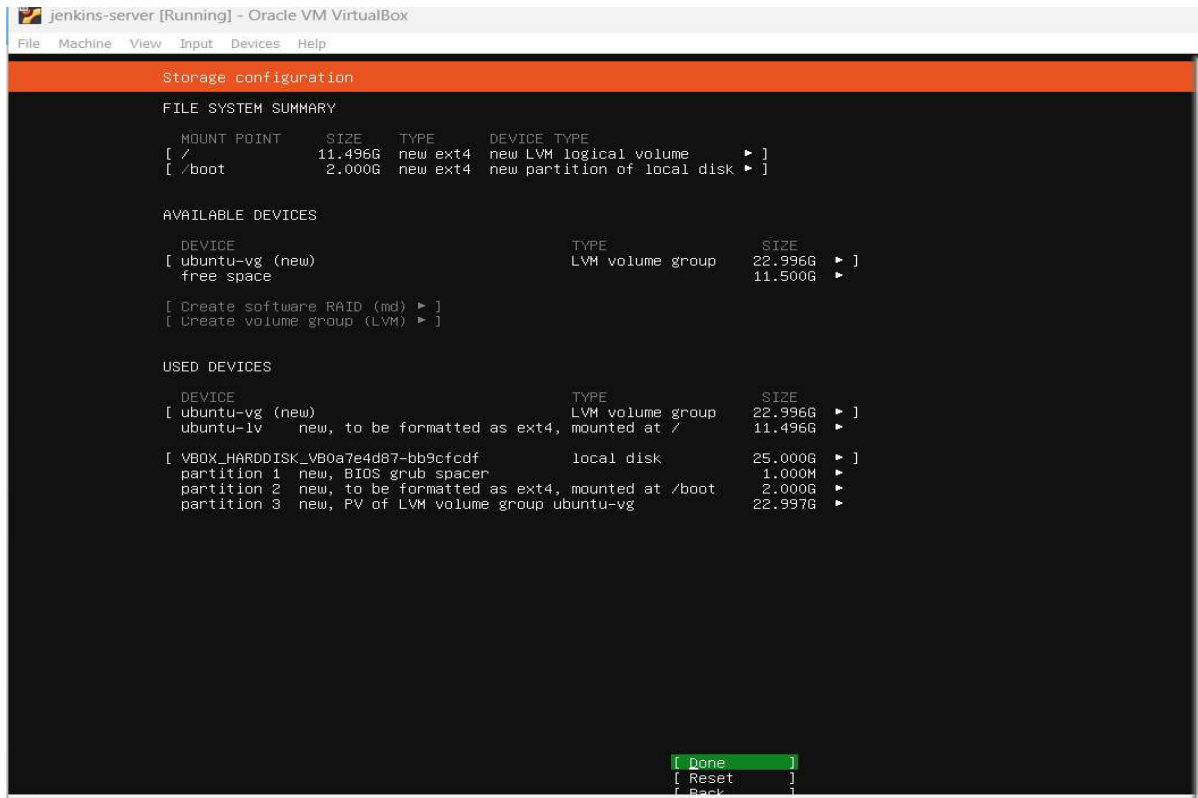 jenkins-server [Running] - Oracle VM VirtualBox
File Machine View Input Devices Help
Storage configuration
FILE SYSTEM SUMMARY
MOUNT POINT SIZE TYPE DEVICE TYPE
[ / 11.496G new ext4 new LVM logical volume ► ]
[ /boot 2.000G new ext4 new partition of local disk ► ]
AVAILABLE DEVICES
DEVICE TYPE SIZE
[ ubuntu-vg (new) LVM volume group 22.996G ► ]
free space 11.500G ►
[ Create software RAID (md) ► ]
[ Create volume group (LVM) ► ]
USED DEVICES
DEVICE TYPE SIZE
[ ubuntu-vg (new) LVM volume group 22.996G ► ]
ubuntu-lv new, to be formatted as ext4, mounted at / 11.496G ►
[ VBOX_HARDDISK_VB0a7e4d87-bb9cfcdf local disk 25.000G ► ]
partition 1 new, BIOS grub spacer 1.000M ►
partition 2 new, to be formatted as ext4, mounted at /boot 2.000G ►
partition 3 new, PV of LVM volume group ubuntu-vg 22.997G ►
[ Done ]
[ Reset ]
[ Back ]